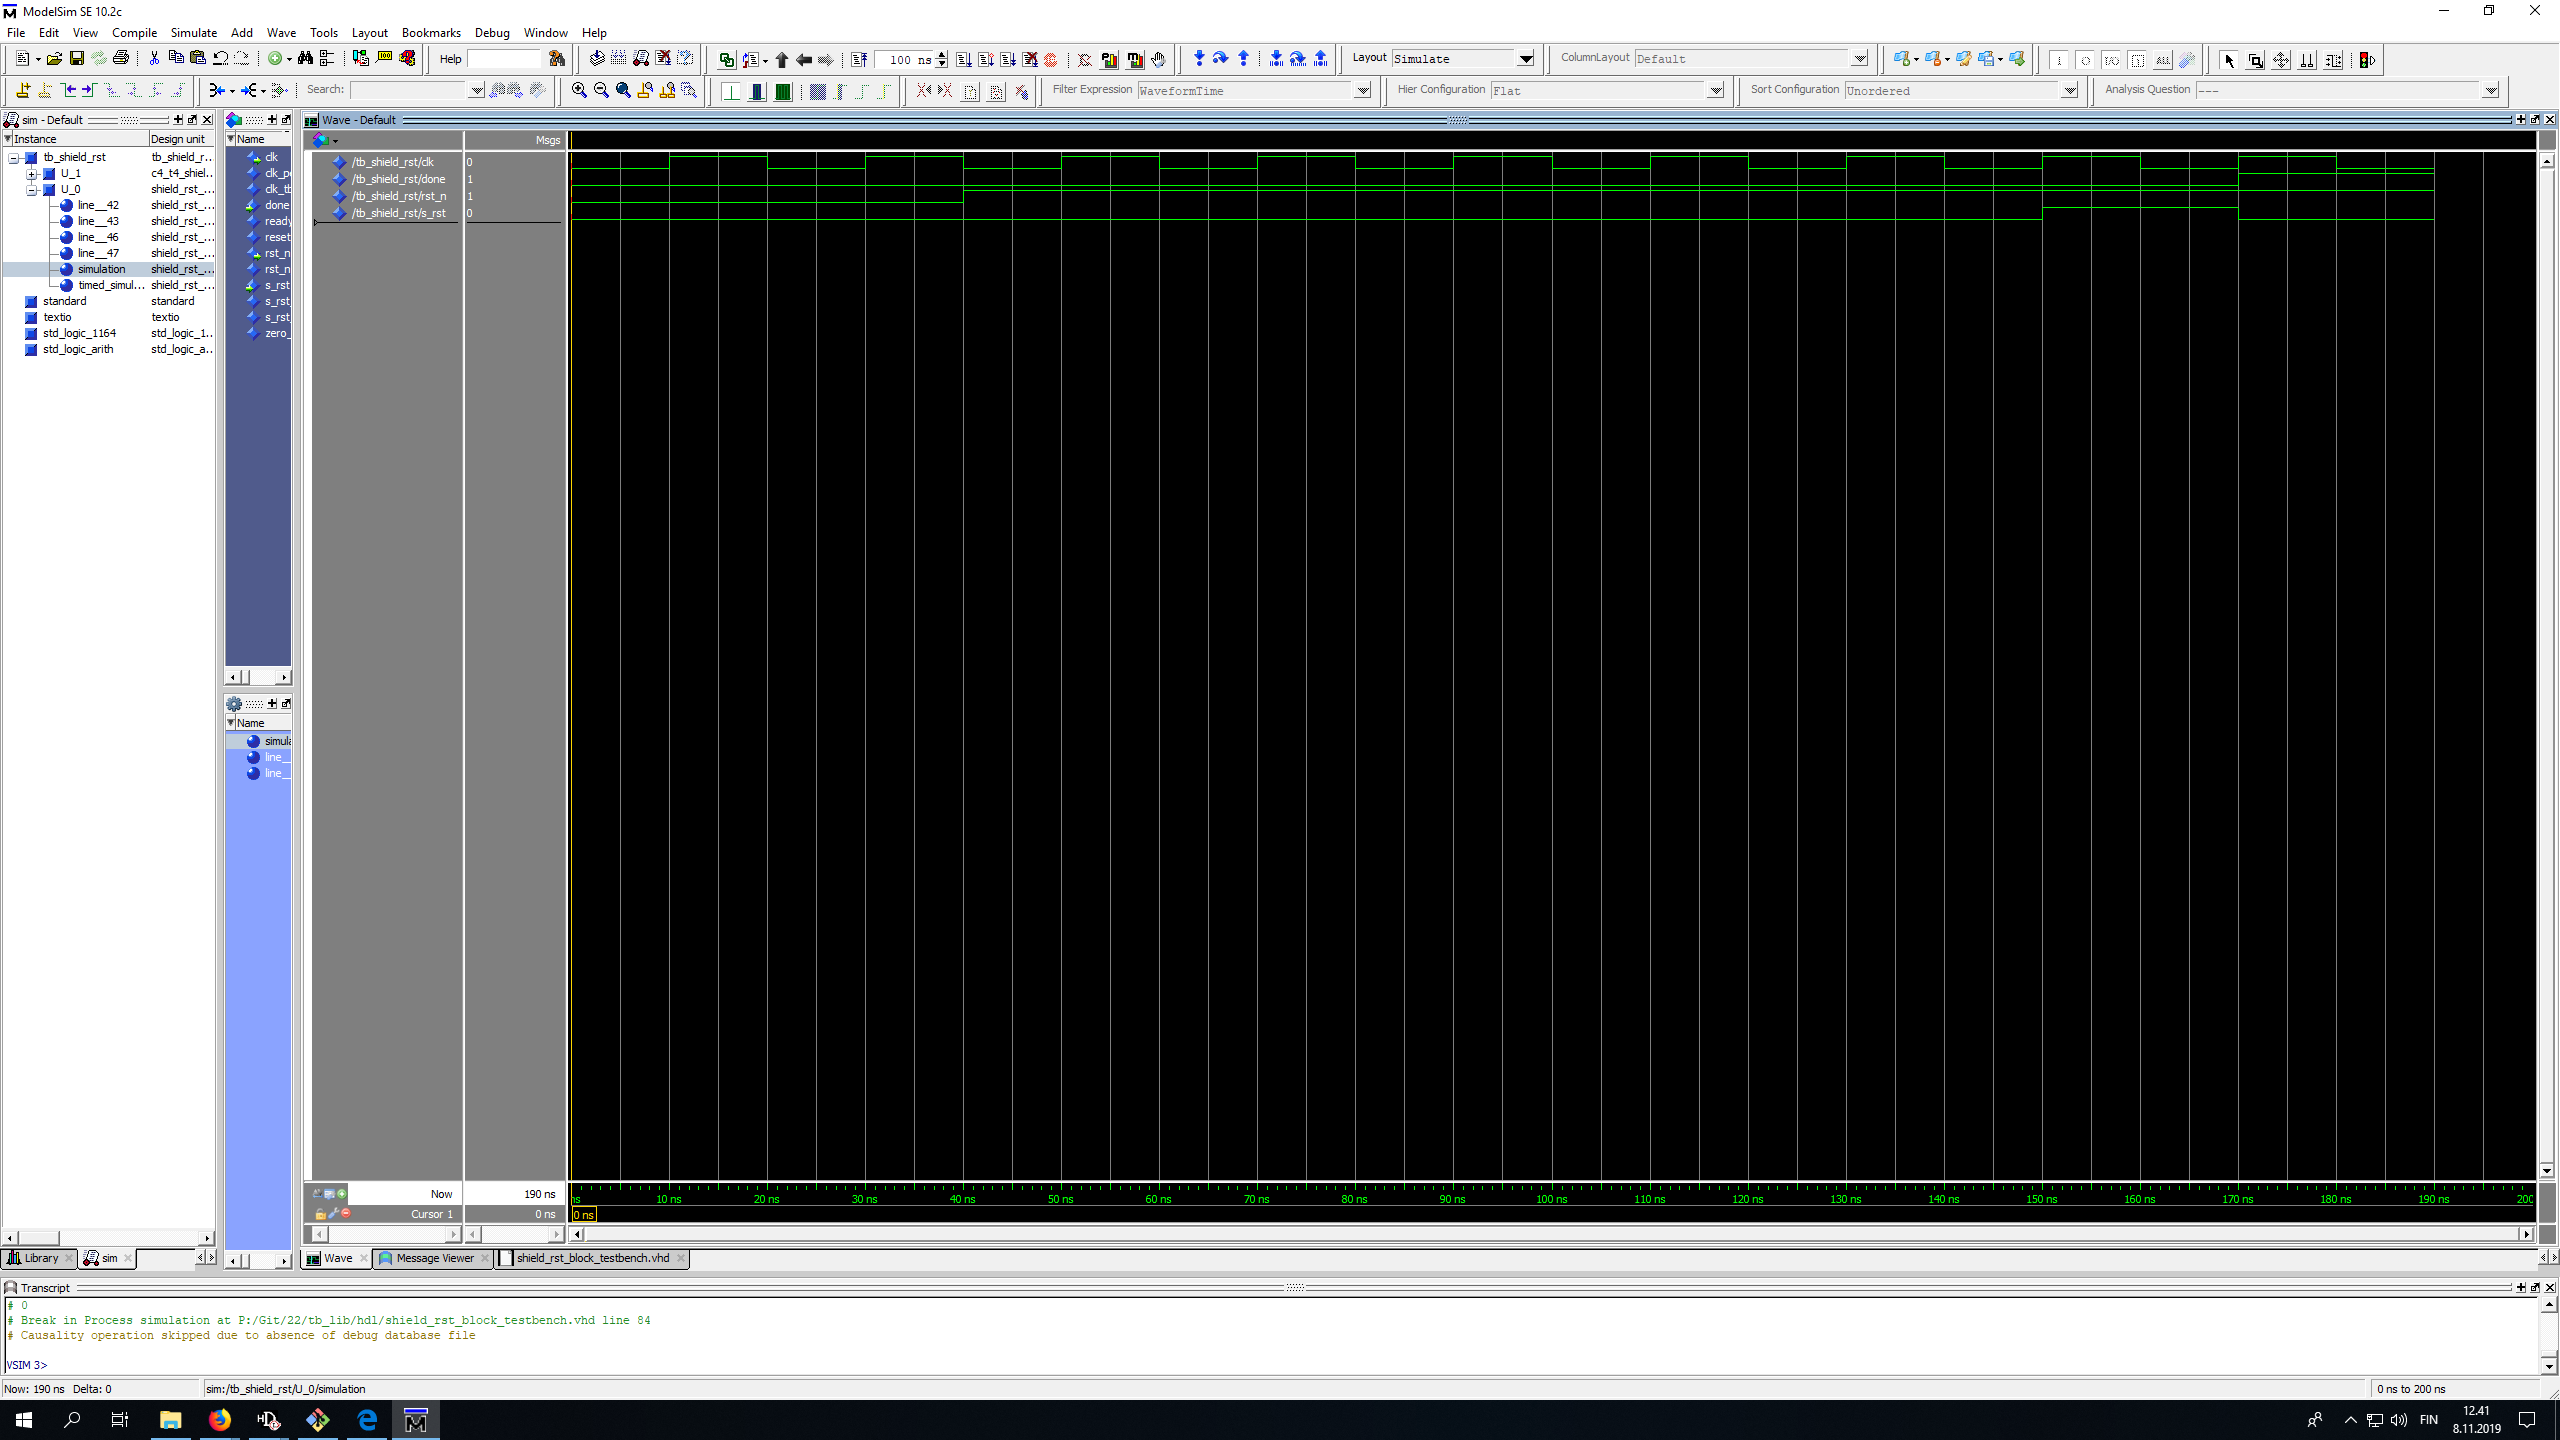 ModelSim SE 10.2c
File Edit View Compile Simulate Add Wave Tools Layout Bookmarks Debug Window Help
Help 100 ns Layout Simulate ColumnLayout Default
Search: Filter Expression WaveformTime Hier Configuration Flat Sort Configuration Unordered Analysis Question ---
sim - Default
Instance Design unit
tb_shield_rst tb_shield_r...
U_1 c4_t4_shiel...
U_0 shield_rst_...
line__42 shield_rst_...
line__43 shield_rst_...
line__46 shield_rst_...
line__47 shield_rst_...
simulation shield_rst_...
timed_simul... shield_rst_...
standard standard
textio textio
std_logic_1164 std_logic_1...
std_logic_arith std_logic_a...
Library sim
Name
clk
clk_p
clk_tb
done
ready
reset
rst_n
rst_n
s_rst
s_rst
s_rst
zero_
Name
simula
line__
line__
Wave - Default
Msgs
/tb_shield_rst/clk 0
/tb_shield_rst/done 1
/tb_shield_rst/rst_n 1
/tb_shield_rst/s_rst 0
Now 190 ns
ns 10 ns 20 ns 30 ns 40 ns 50 ns 60 ns 70 ns 80 ns 90 ns 100 ns 110 ns 120 ns 130 ns 140 ns 150 ns 160 ns 170 ns 180 ns 190 ns 200
Cursor 1 0 ns 0 ns
Wave Message Viewer shield_rst_block_testbench.vhd
Transcript
# 0
# Break in Process simulation at P:/Git/22/tb_lib/hdl/shield_rst_block_testbench.vhd line 84
# Causality operation skipped due to absence of debug database file
VSIM 3>
Now: 190 ns Delta: 0 sim:/tb_shield_rst/U_0/simulation 0 ns to 200 ns
FIN 12.41
8.11.2019